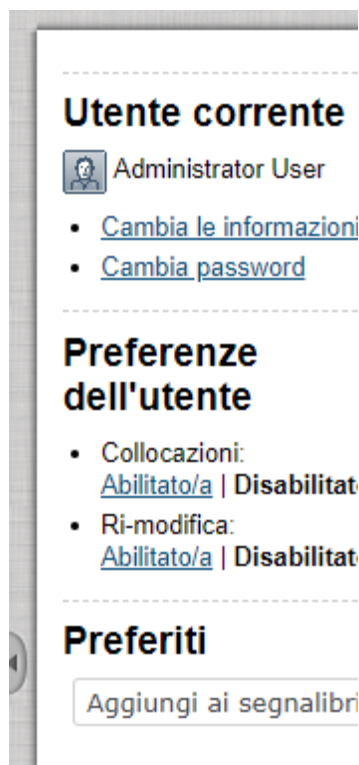 Utente corrente
Administrator User
Cambia le informazioni
Cambia password
Preferenze
dell'utente
Collocazioni:
Abilitato/a | Disabilitat
Ri-modifica:
Abilitato/a | Disabilitat
Preferiti
Aggiungi ai segnalibri